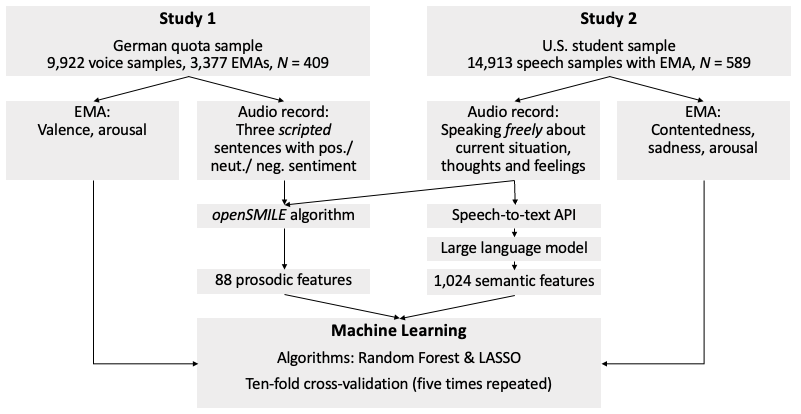 Study 1
German quota sample
9,922 voice samples, 3,377 EMAs, N = 409
Study 2
U.S. student sample
14,913 speech samples with EMA, N = 589
EMA:
Valence, arousal
Audio record:
Three scripted
sentences with pos./
neut./ neg. sentiment
Audio record:
Speaking freely about
current situation,
thoughts and feelings
EMA:
Contentedness,
sadness, arousal
openSMILE algorithm
Speech-to-text API
Large language model
88 prosodic features
1,024 semantic features
Machine Learning
Algorithms: Random Forest & LASSO
Ten-fold cross-validation (five times repeated)